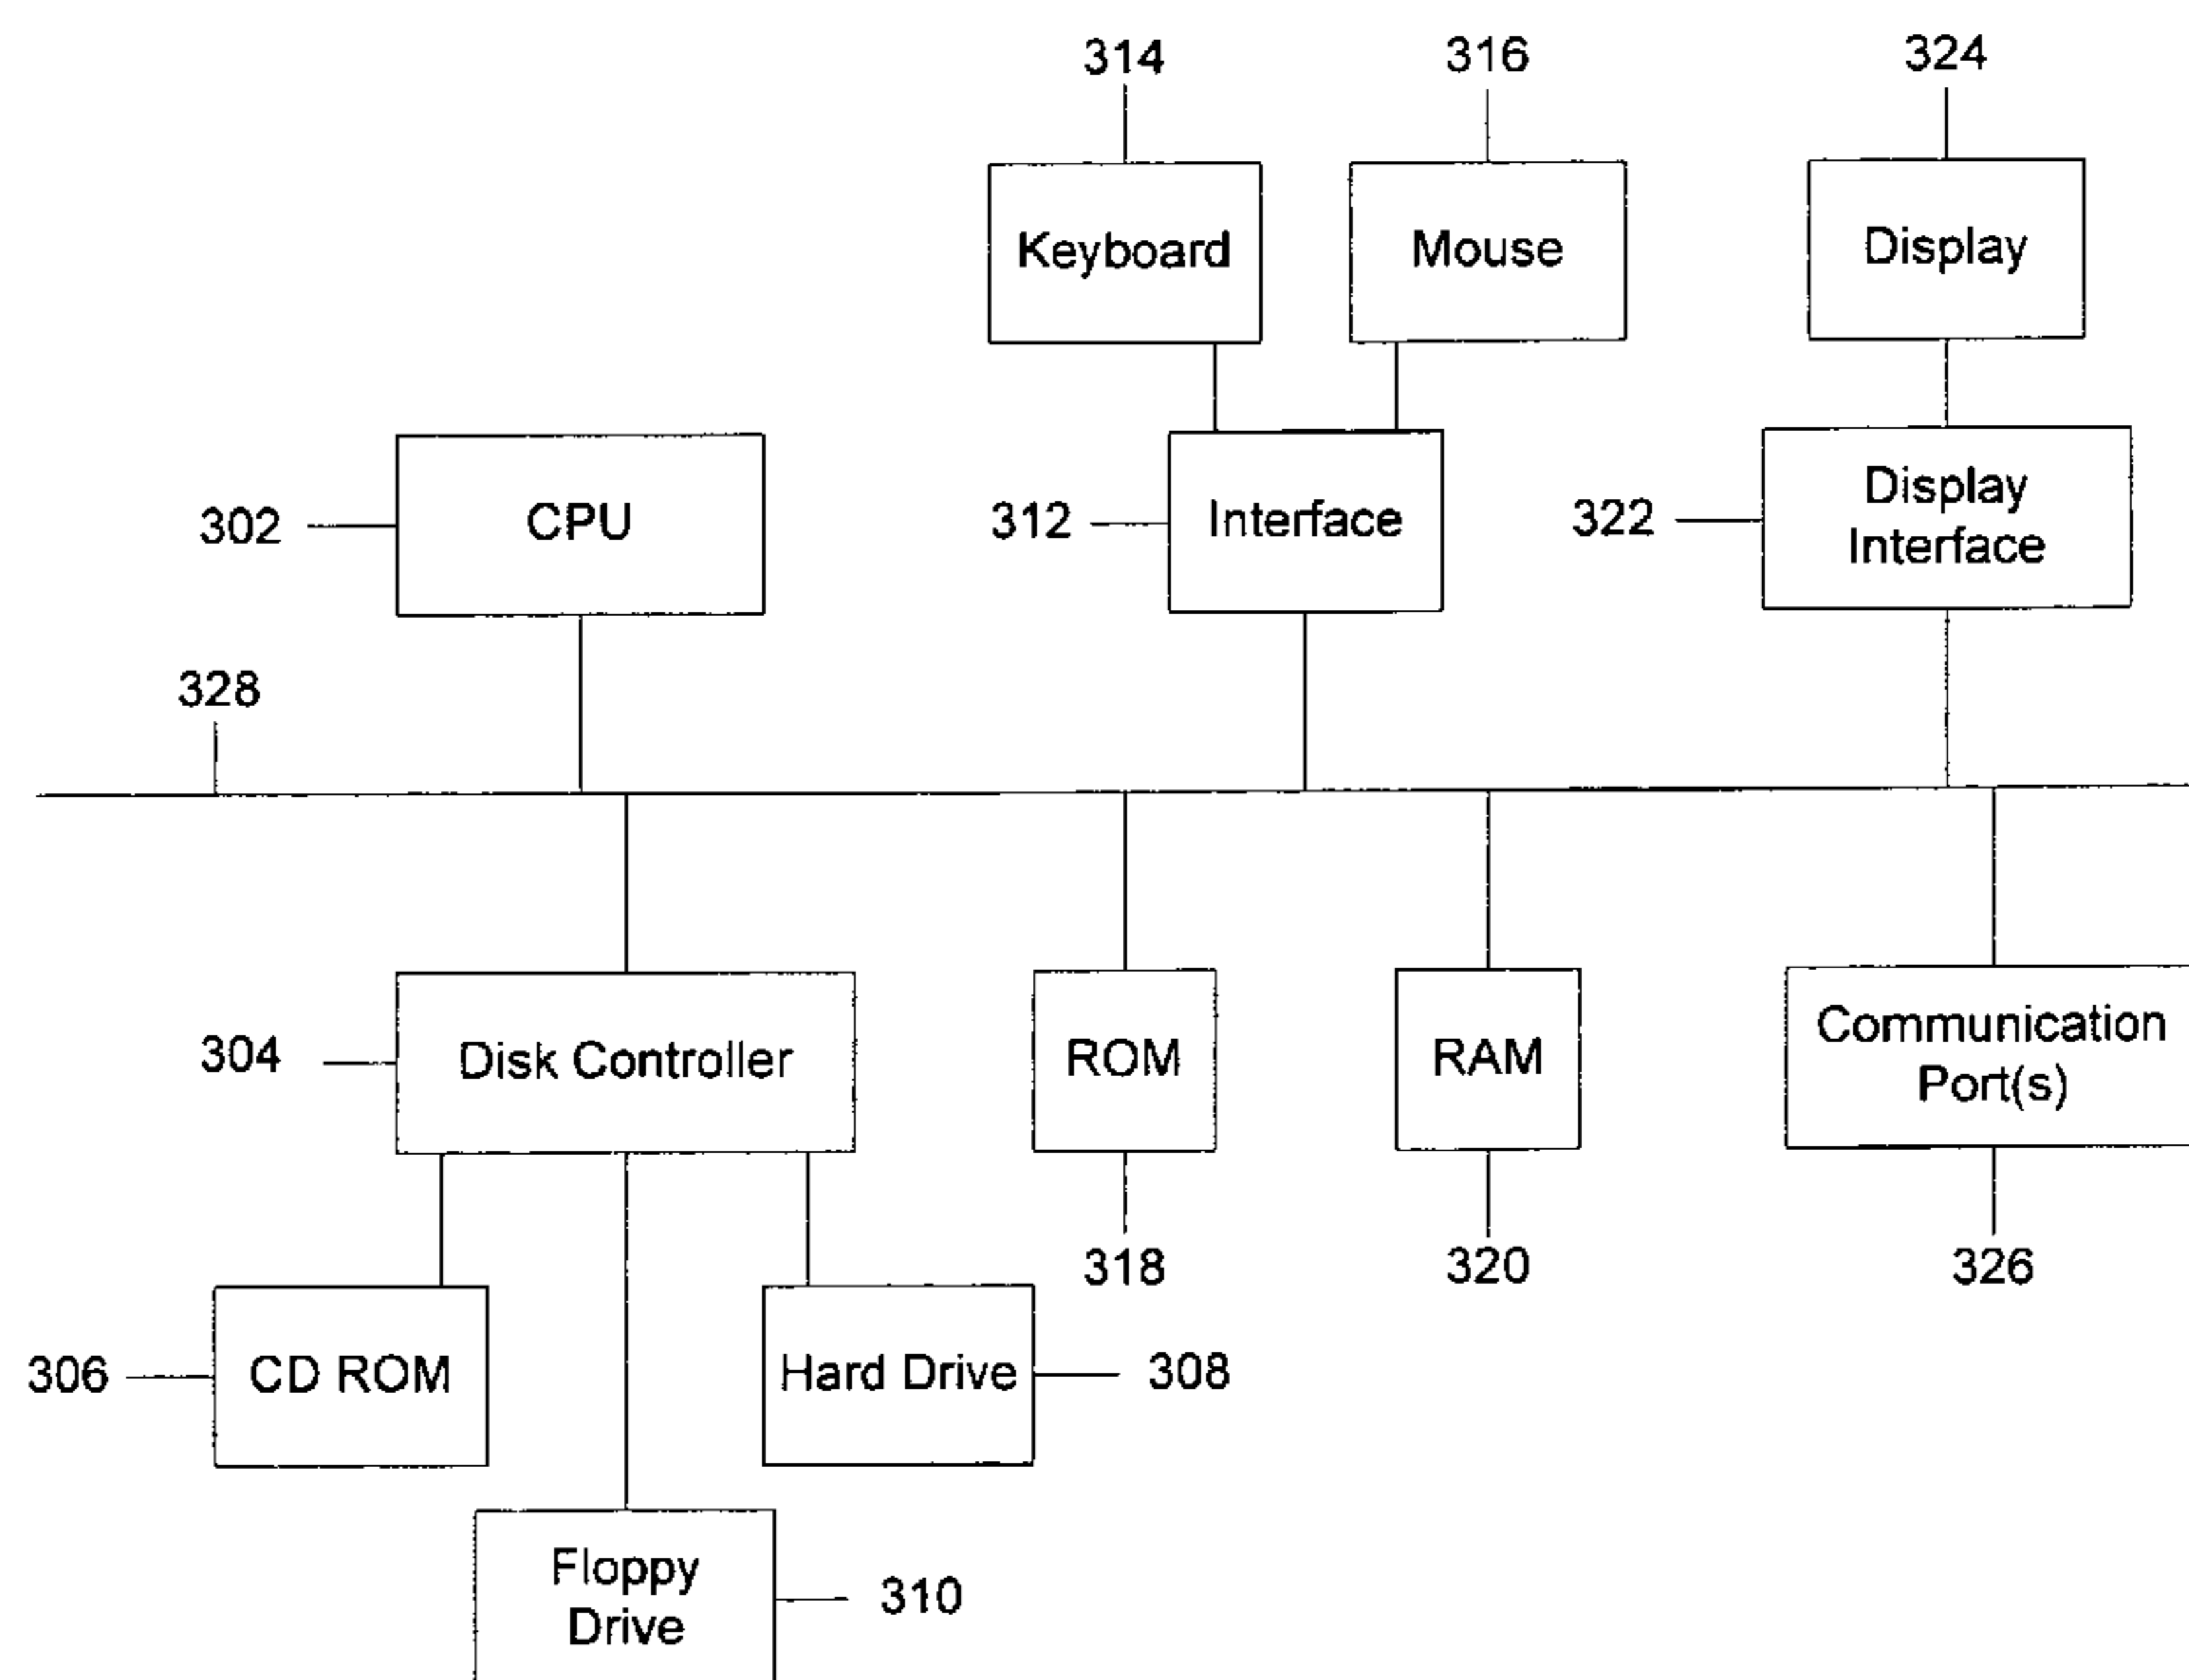 314
316
324
Keyboard
Mouse
Display
302
CPU
312
Interface
322
Display
Interface
328
304
Disk Controller
ROM
RAM
Communication
Port(s)
318
320
326
306
CD ROM
Hard Drive
308
Floppy
Drive
310